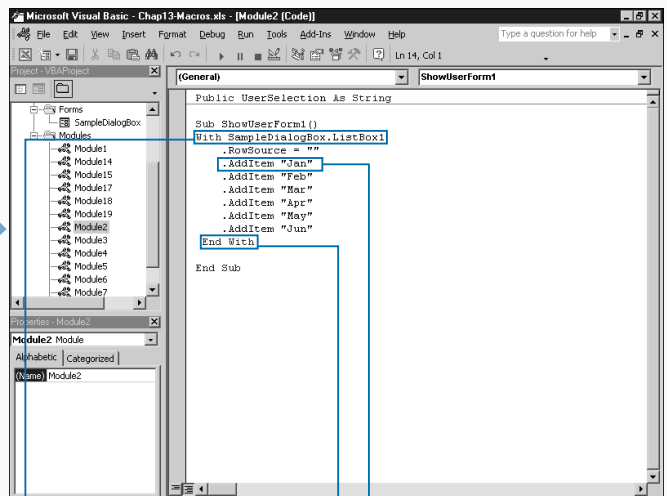 Microsoft Visual Basic - Chap13-Macros.xls - [Module2 (Code)]
File Edit View Insert Format Debug Run Tools Add-Ins Window Help
Type a question for help
Ln 14, Col 1
Project - VBAProject
(General)
ShowUserForm1
Forms
SampleDialogBox
Modules
Module1
Module14
Module15
Module17
Module18
Module19
Module2
Module3
Module4
Module5
Module6
Module7
Properties - Module2
Module2 Module
Alphabetic Categorized
(Name) Module2
Public UserSelection As String
Sub ShowUserForm1()
With SampleDialogBox.ListBox1
.RowSource = ""
.AddItem "Jan"
.AddItem "Feb"
.AddItem "Mar"
.AddItem "Apr"
.AddItem "May"
.AddItem "Jun"
End With
End Sub